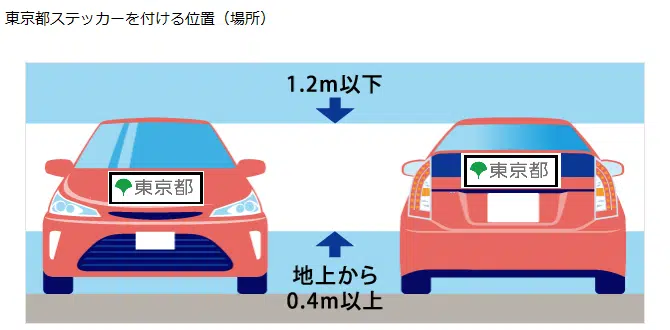 東京都ステッカーを付ける位置（場所）
1.2m以下
東京都
東京都
地上から
0.4m以上